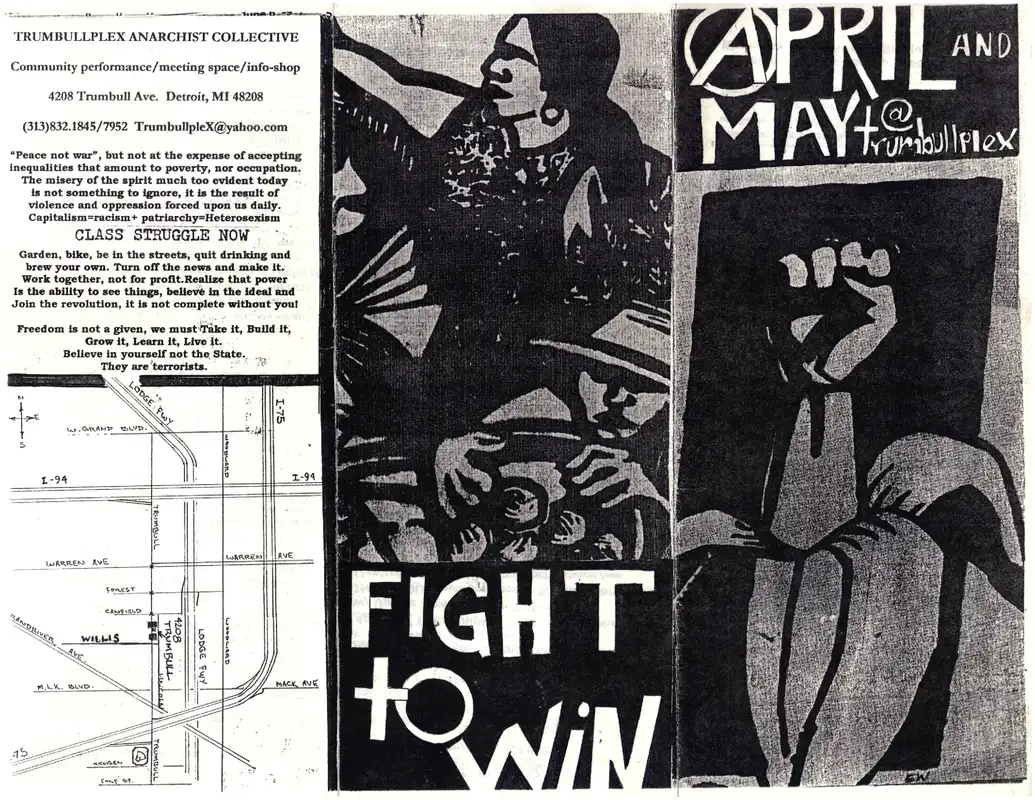 TRUMBULLPLEX ANARCHIST COLLECTIVE
Community performance/meeting space/info-shop
4208 Trumbull Ave. Detroit, MI 48208
(313)832.1845/7952 TrumbullpleX@yahoo.com
“Peace not war”, but not at the expense of accepting
inequalities that amount to poverty, nor occupation.
The misery of the spirit much too evident today
is not something to ignore, it is the result of
violence and oppression forced upon us daily.
Capitalism=racism+ patriarchy=Heterosexism
CLASS STRUGGLE NOW
Garden, bike, be in the streets, quit drinking and
brew your own. Turn off the news and make it.
Work together, not for profit.Realize that power
Is the ability to see things, believe in the ideal and
Join the revolution, it is not complete without you!
Freedom is not a given, we must Take it, Build it,
Grow it, Learn it, Live it.
Believe in yourself not the State.
They are terrorists.
LODGE FWY
I-75
N
E
S
W. GRAND BLVD.
WOODWARD
I-94
I-94
TRUMBULL
WARREN AVE
WARREN AVE
FOREST
CANFIELD
WILLIS
4208
TRUMBULL
LODGE FWY
WOODWARD
AVE.
LINCOLN
M.L.K. BLVD.
MACK AVE
TRUMBULL
FIGHT
to
WiN
APRIL AND
MAY @
trumbullplex
EW